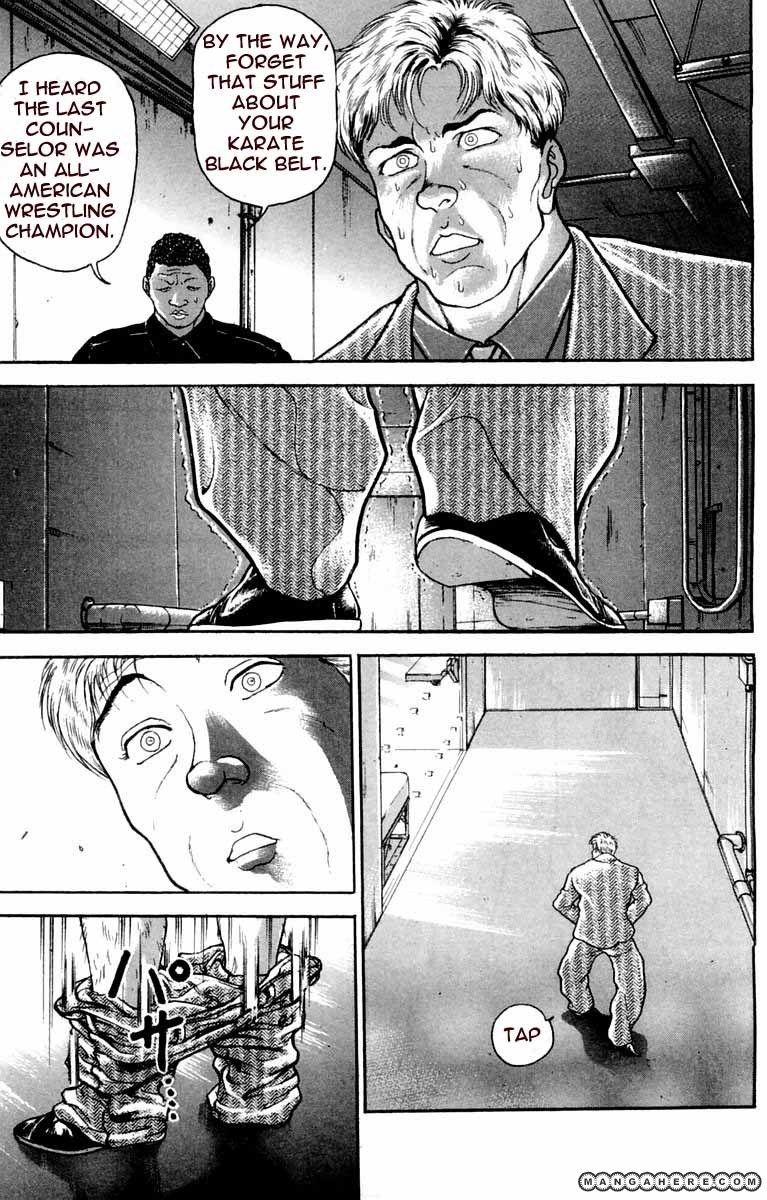 BY THE WAY,
FORGET
THAT STUFF
ABOUT
YOUR
KARATE
BLACK BELT.
I HEARD
THE LAST
COUN-
SELOR WAS
AN ALL-
AMERICAN
WRESTLING
CHAMPION.
TAP
パサ…
MANGAHERE.COM